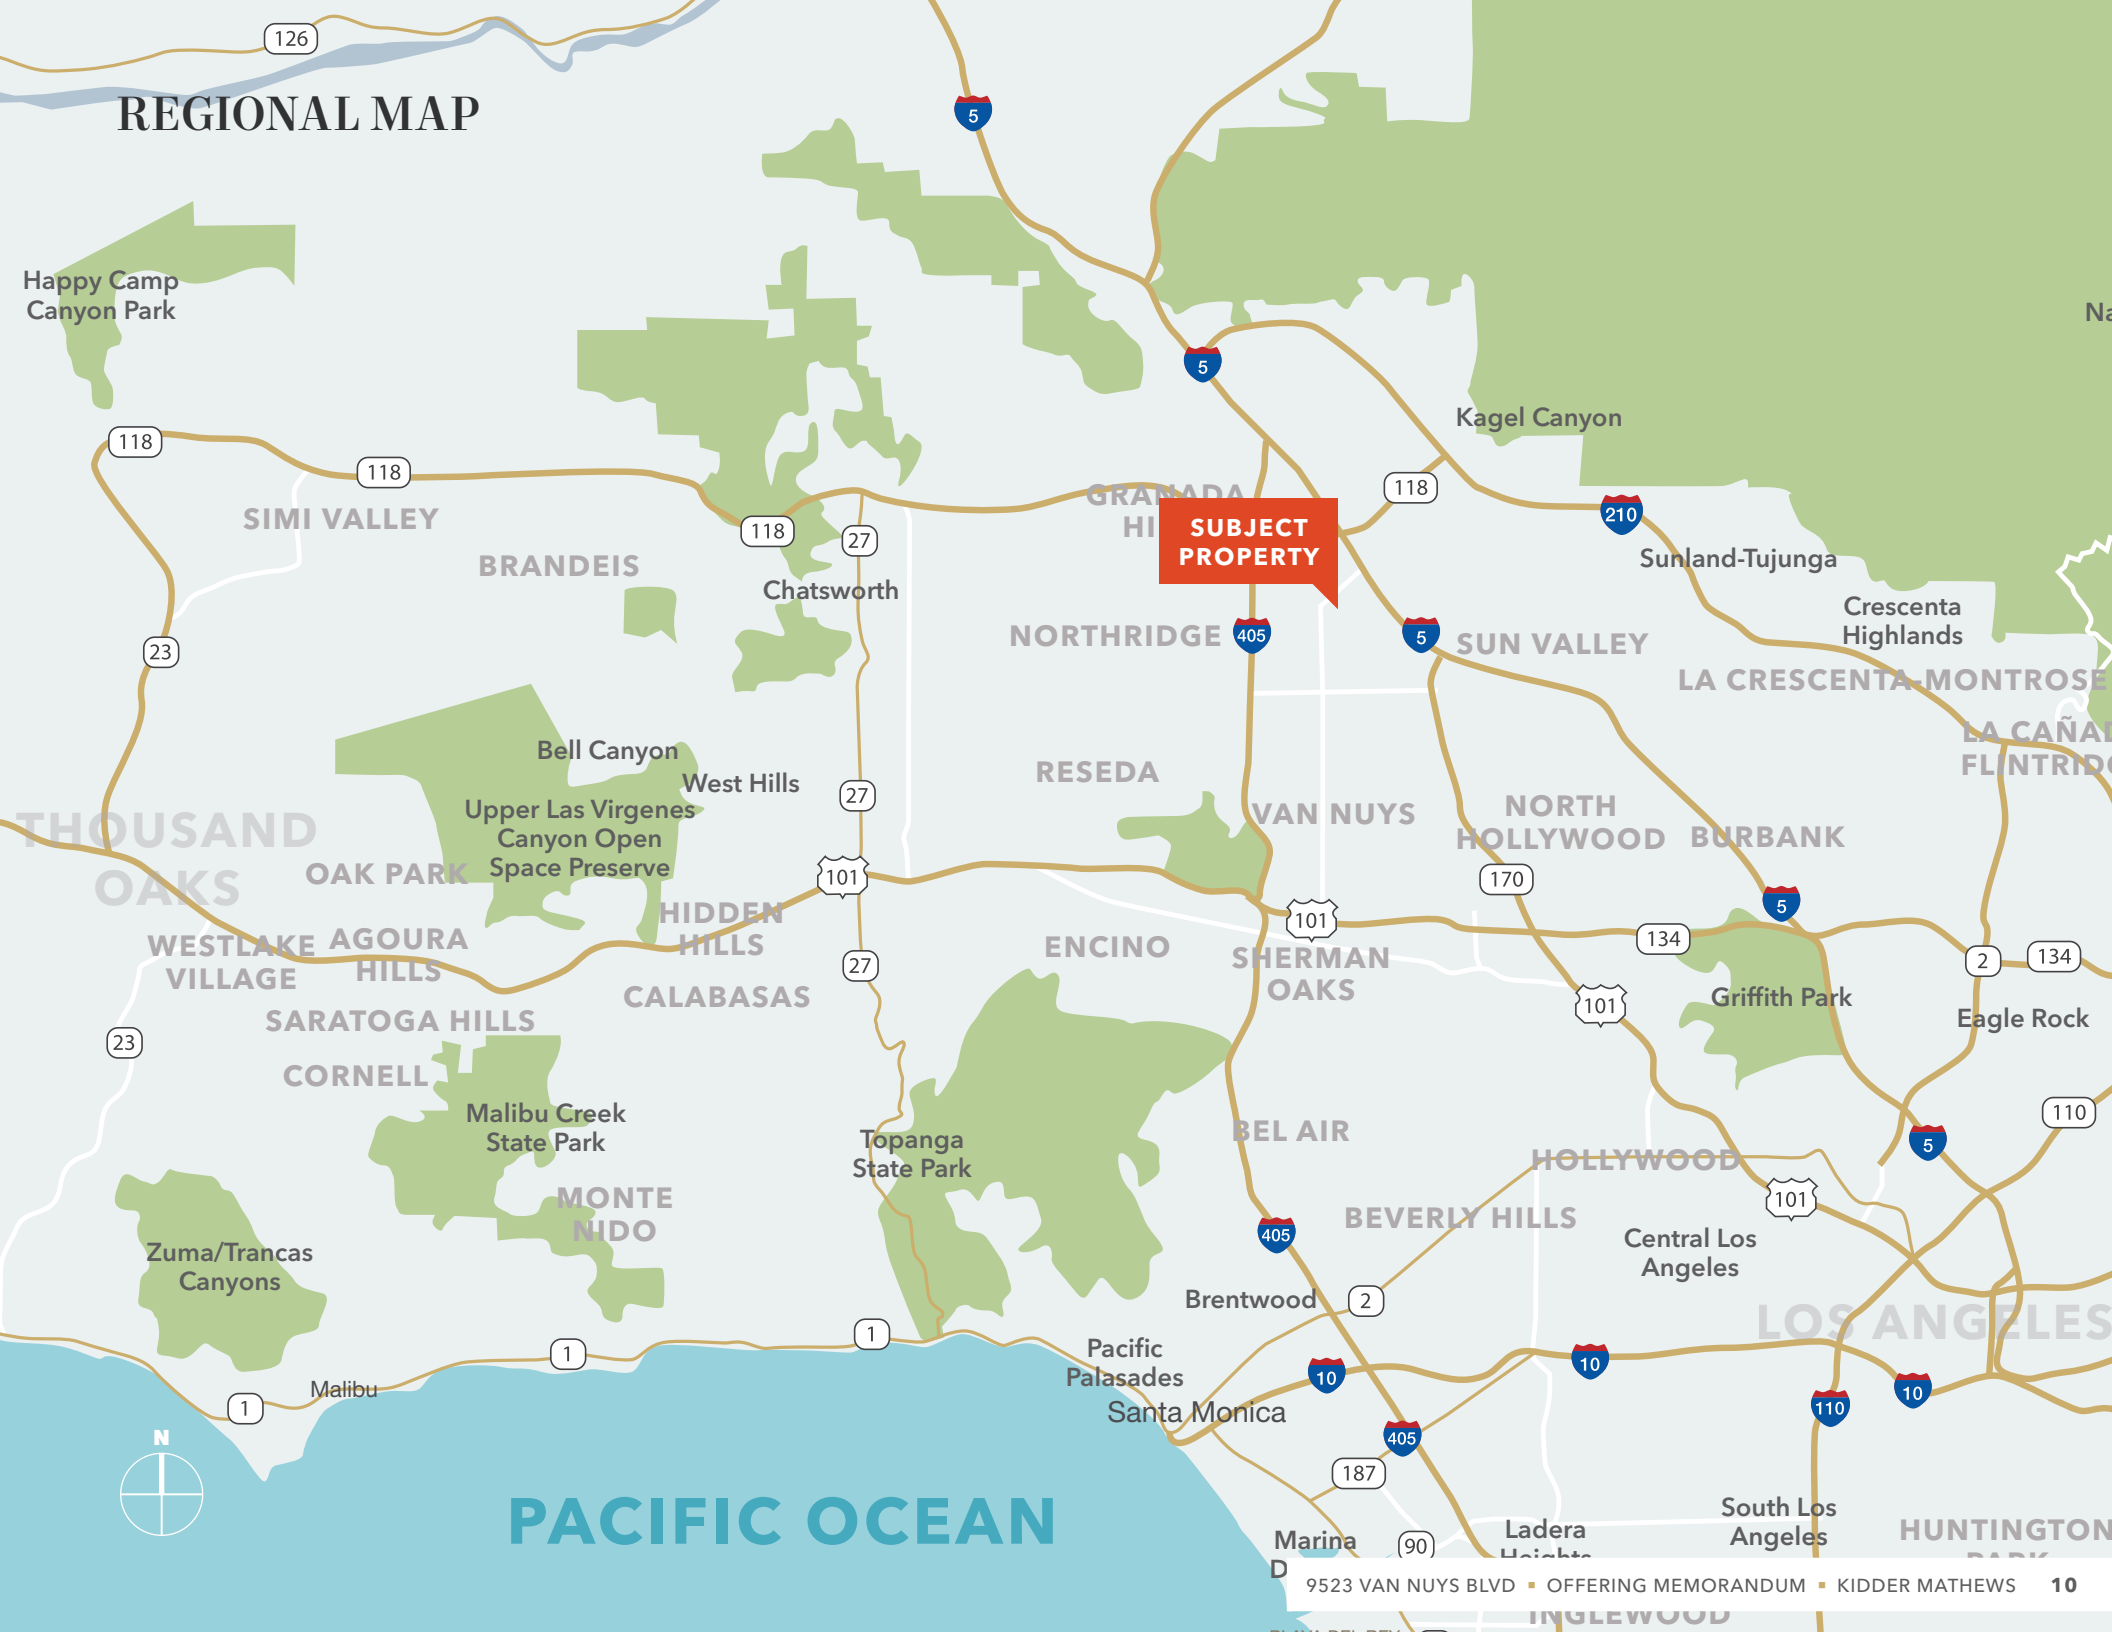 126
REGIONAL MAP
5
Happy Camp
Canyon Park
5
Kagel Canyon
118
118
118
118
210
GRANADA
SUBJECT
PROPERTY
SIMI VALLEY
27
BRANDEIS
Chatsworth
Sunland-Tujunga
Crescenta
Highlands
NORTHRIDGE
405
5
SUN VALLEY
23
LA CRESCENTA-MONTROSE
Bell Canyon
West Hills
RESEDA
27
VAN NUYS
NORTH
HOLLYWOOD
BURBANK
Upper Las Virgenes
Canyon Open
Space Preserve
THOUSAND
OAKS
OAK PARK
101
170
5
HIDDEN
HILLS
101
134
WESTLAKE
VILLAGE
AGOURA
HILLS
ENCINO
SHERMAN
OAKS
2
134
27
CALABASAS
101
Griffith Park
Eagle Rock
SARATOGA HILLS
23
CORNELL
Malibu Creek
State Park
Topanga
State Park
BEL AIR
110
5
HOLLYWOOD
MONTE
NIDO
101
BEVERLY HILLS
405
Central Los
Angeles
Zuma/Trancas
Canyons
Brentwood
2
LOS ANGELES
1
1
Pacific
Palasades
10
10
10
Malibu
1
110
Santa Monica
405
N
187
PACIFIC OCEAN
South Los
Angeles
Marina
90
Ladera
Heights
HUNTINGTON
PARK
9523 VAN NUYS BLVD ▪ OFFERING MEMORANDUM ▪ KIDDER MATHEWS 10
INGLEWOOD